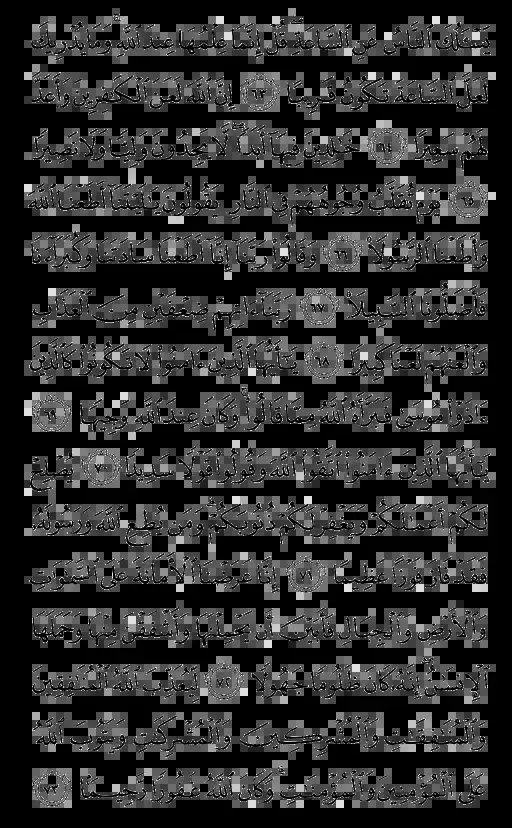 يَسْـَٔلُكَ ٱلنَّاسُ عَنِ ٱلسَّاعَةِ قُلْ إِنَّمَا عِلْمُهَا عِندَ ٱللَّهِ وَمَا يُدْرِيكَ
لَعَلَّ ٱلسَّاعَةَ تَكُونُ قَرِيبًا ٦٣ إِنَّ ٱللَّهَ لَعَنَ ٱلْكَٰفِرِينَ وَأَعَدَّ
لَهُمْ سَعِيرًا ٦٤ خَٰلِدِينَ فِيهَآ أَبَدًا لَّا يَجِدُونَ وَلِيًّا وَلَا نَصِيرًا
٦٥ يَوْمَ تُقَلَّبُ وُجُوهُهُمْ فِى ٱلنَّارِ يَقُولُونَ يَٰلَيْتَنَآ أَطَعْنَا ٱللَّهَ
وَأَطَعْنَا ٱلرَّسُولَا۠ ٦٦ وَقَالُوا۟ رَبَّنَآ إِنَّآ أَطَعْنَا سَادَتَنَا وَكُبَرَآءَنَا
فَأَضَلُّونَا ٱلسَّبِيلَا۠ ٦٧ رَبَّنَآ ءَاتِهِمْ ضِعْفَيْنِ مِنَ ٱلْعَذَابِ
وَٱلْعَنْهُمْ لَعْنًا كَبِيرًا ٦٨ يَٰٓأَيُّهَا ٱلَّذِينَ ءَامَنُوا۟ لَا تَكُونُوا۟ كَٱلَّذِينَ
ءَاذَوْا۟ مُوسَىٰ فَبَرَّأَهُ ٱللَّهُ مِمَّا قَالُوا۟ وَكَانَ عِندَ ٱللَّهِ وَجِيهًا ٦٩
يَٰٓأَيُّهَا ٱلَّذِينَ ءَامَنُوا۟ ٱتَّقُوا۟ ٱللَّهَ وَقُولُوا۟ قَوْلًا سَدِيدًا ٧٠ يُصْلِحْ
لَكُمْ أَعْمَٰلَكُمْ وَيَغْفِرْ لَكُمْ ذُنُوبَكُمْ وَمَن يُطِعِ ٱللَّهَ وَرَسُولَهُۥ
فَقَدْ فَازَ فَوْزًا عَظِيمًا ٧١ إِنَّا عَرَضْنَا ٱلْأَمَانَةَ عَلَى ٱلسَّمَٰوَٰتِ
وَٱلْأَرْضِ وَٱلْجِبَالِ فَأَبَيْنَ أَن يَحْمِلْنَهَا وَأَشْفَقْنَ مِنْهَا وَحَمَلَهَا
ٱلْإِنسَٰنُ إِنَّهُۥ كَانَ ظَلُومًا جَهُولًا ٧٢ لِّيُعَذِّبَ ٱللَّهُ ٱلْمُنَٰفِقِينَ
وَٱلْمُنَٰفِقَٰتِ وَٱلْمُشْرِكِينَ وَٱلْمُشْرِكَٰتِ وَيَتُوبَ ٱللَّهُ
عَلَى ٱلْمُؤْمِنِينَ وَٱلْمُؤْمِنَٰتِ وَكَانَ ٱللَّهُ غَفُورًا رَّحِيمًا ٧٣